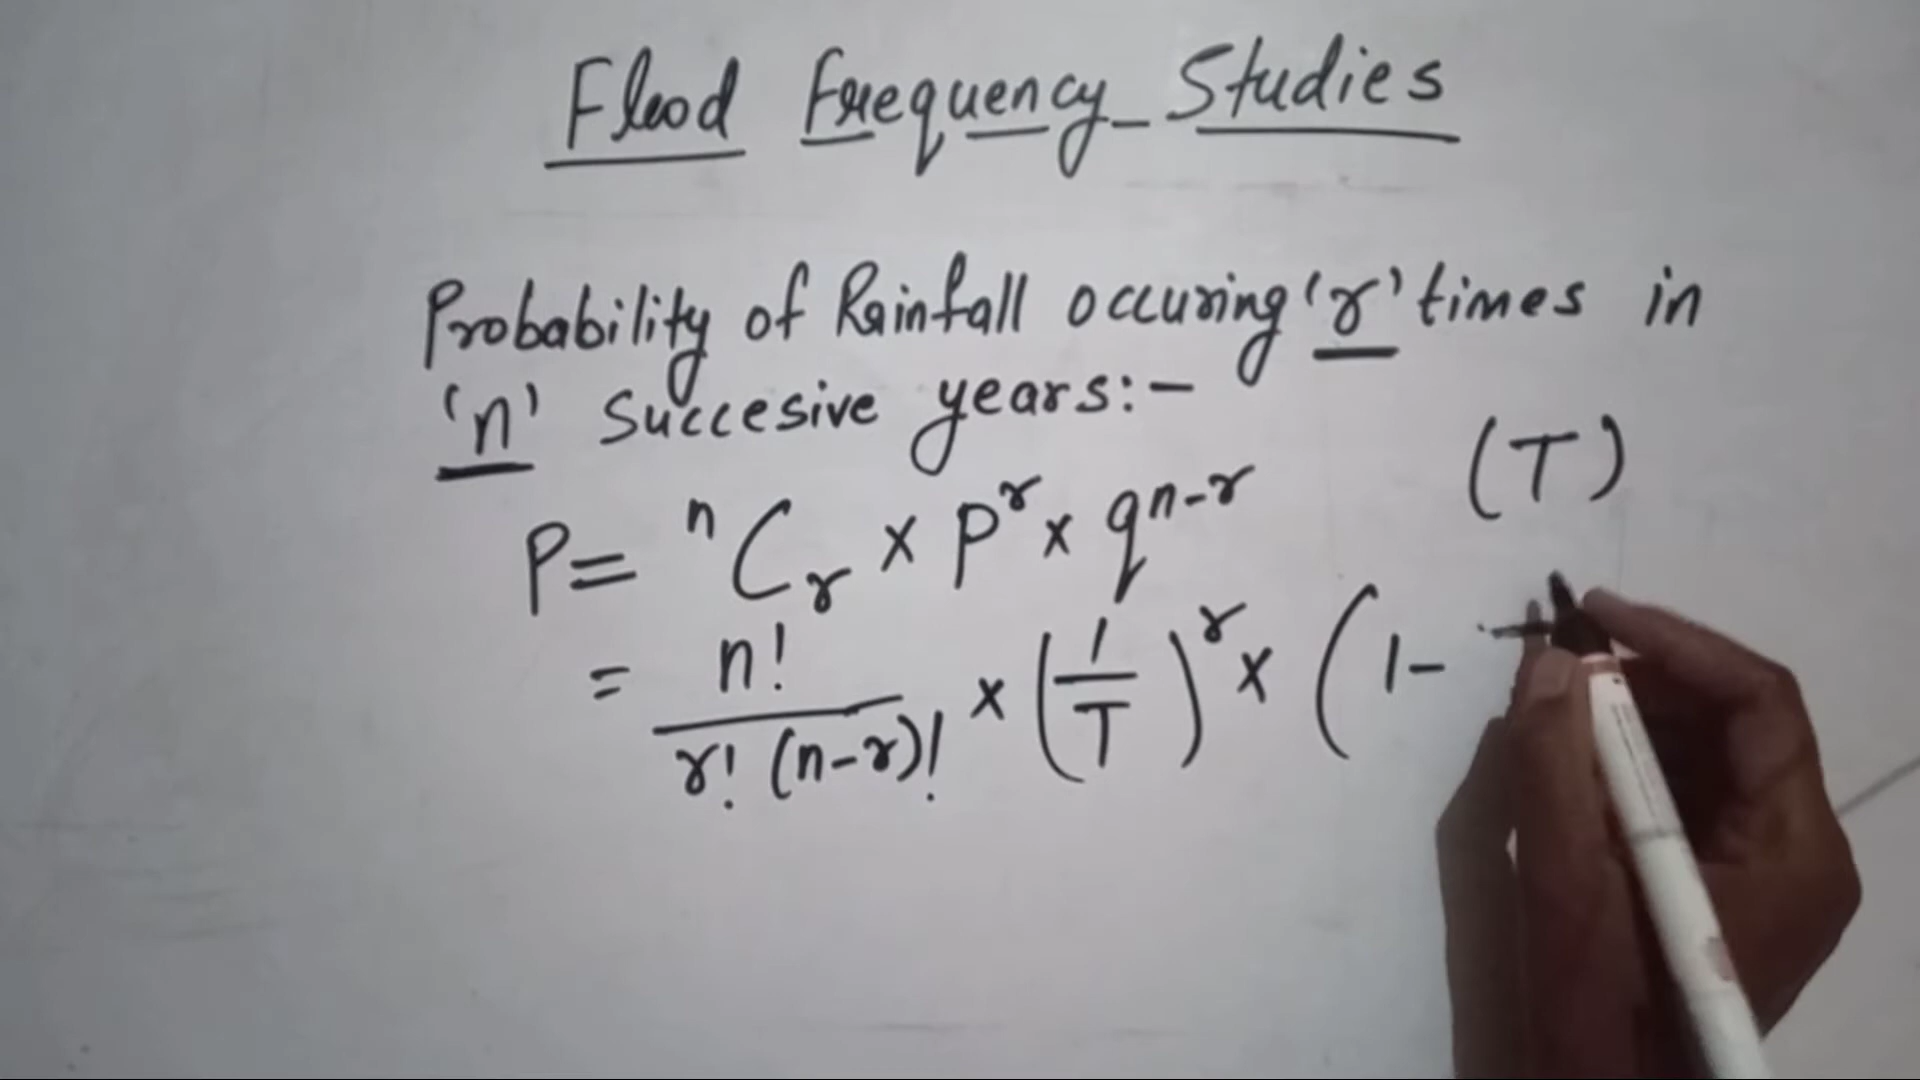 Flood Frequency Studies
Probability of Rainfall occuring 'r' times in
'n' Succesive years:-
(T)
P = ⁿCᵣ × Pʳ × qⁿ⁻ʳ
= n! / r! (n-r)! × (1/T)ʳ × (1-